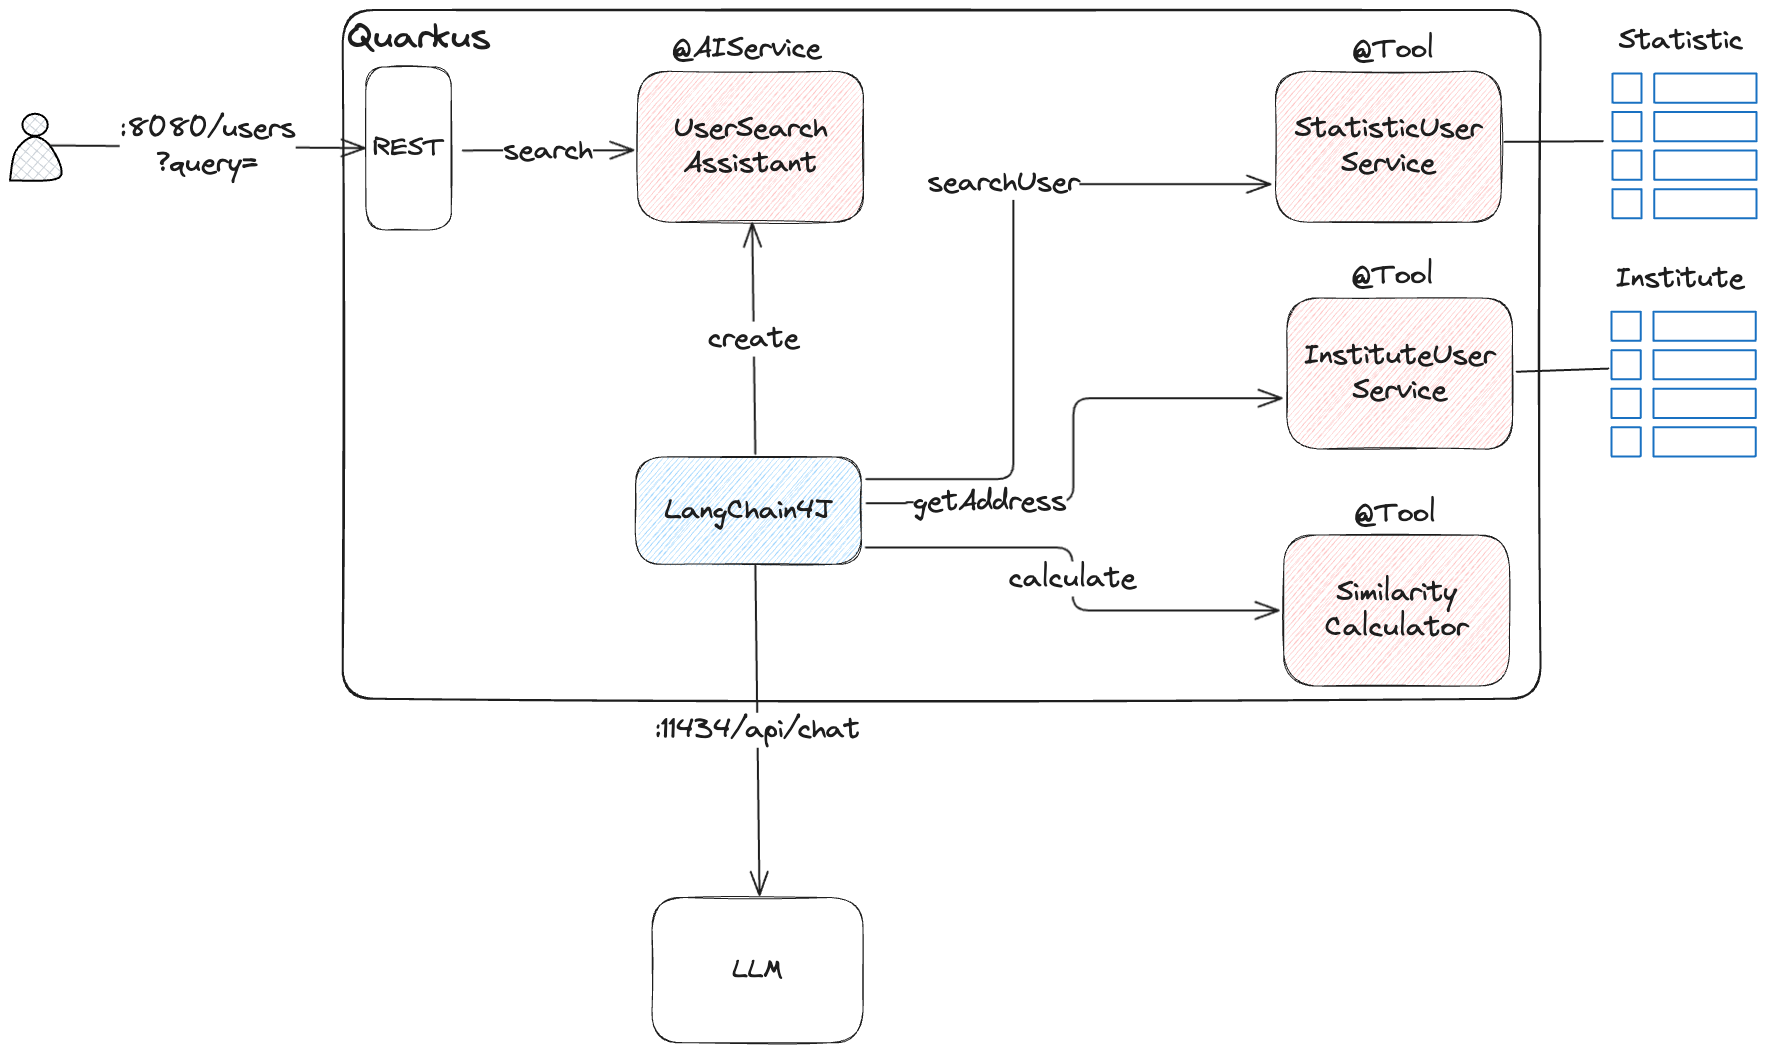 Quarkus
@AIService
@Tool
Statistic
:8080/users
?query=
REST
search
UserSearch
Assistant
searchUser
StatisticUser
Service
@Tool
Institute
create
InstituteUser
Service
LangChain4J
getAddress
@Tool
calculate
Similarity
Calculator
:11434/api/chat
LLM